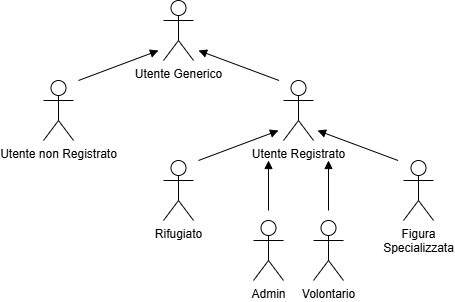 Utente Generico
Utente non Registrato
Utente Registrato
Rifugiato
Figura
Specializzata
Admin
Volontario